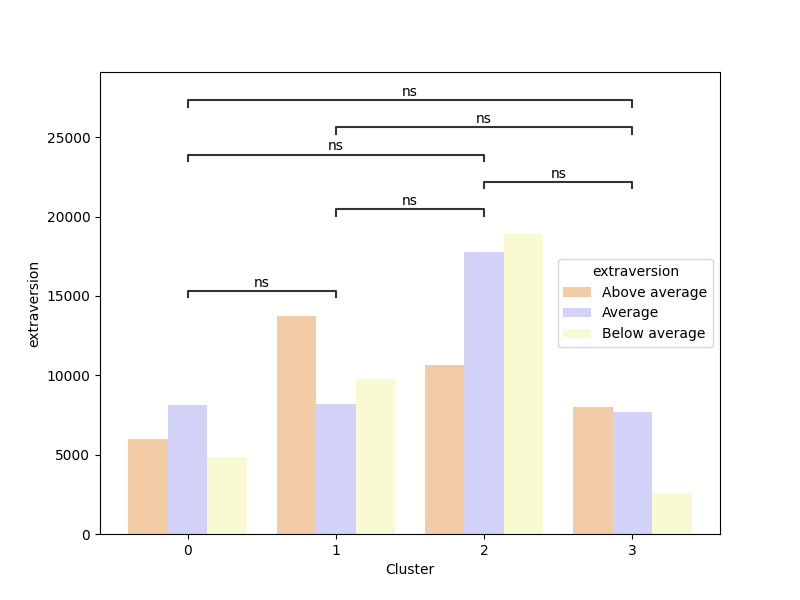 ns
ns
ns
ns
ns
ns
extraversion
Above average
Average
Below average
25000
20000
15000
10000
5000
0
extraversion
0 1 2 3
Cluster